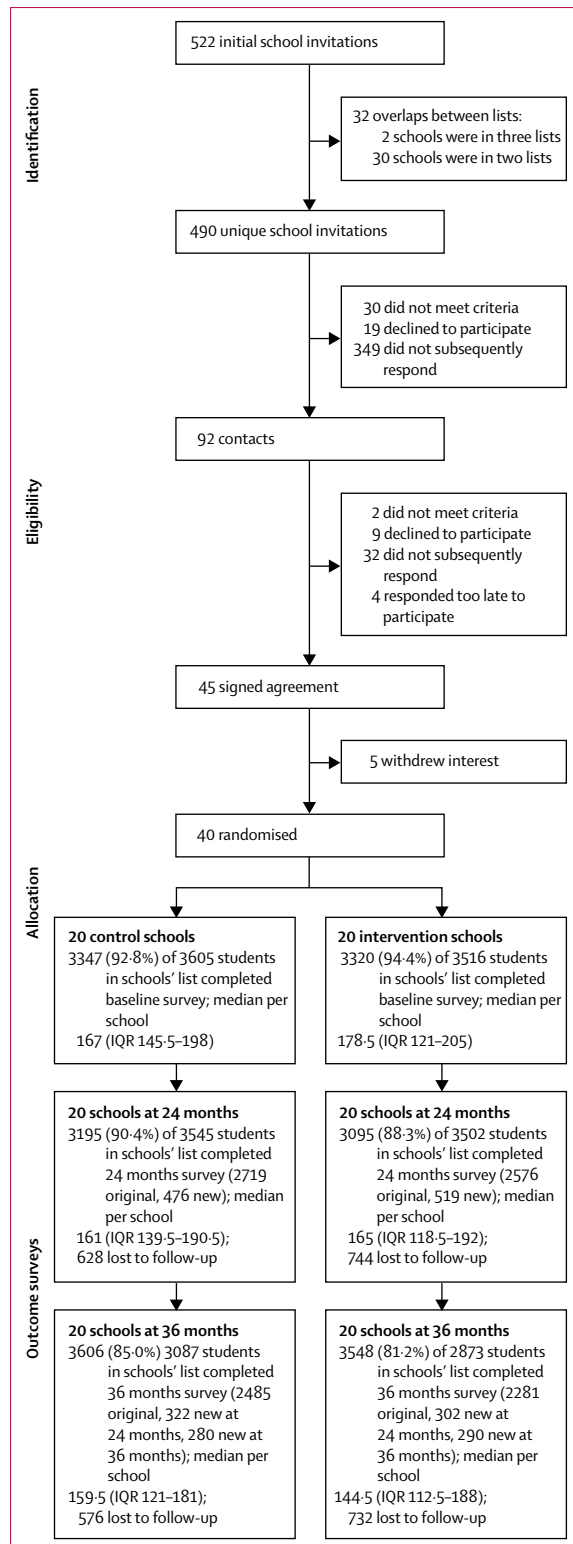 Identification
522 initial school invitations
32 overlaps between lists:
2 schools were in three lists
30 schools were in two lists
490 unique school invitations
Eligibility
30 did not meet criteria
19 declined to participate
349 did not subsequently
respond
92 contacts
2 did not meet criteria
9 declined to participate
32 did not subsequently
respond
4 responded too late to
participate
45 signed agreement
5 withdrew interest
Allocation
40 randomised
20 control schools
3347 (92·8%) of 3605 students
in schools’ list completed
baseline survey; median per
school
167 (IQR 145·5–198)
20 intervention schools
3320 (94·4%) of 3516 students
in schools’ list completed
baseline survey; median per
school
178·5 (IQR 121–205)
Outcome surveys
20 schools at 24 months
3195 (90·4%) of 3545 students
in schools’ list completed
24 months survey (2719
original, 476 new); median
per school
161 (IQR 139·5–190·5);
628 lost to follow-up
20 schools at 24 months
3095 (88·3%) of 3502 students
in schools’ list completed
24 months survey (2576
original, 519 new); median
per school
165 (IQR 118·5–192);
744 lost to follow-up
20 schools at 36 months
3606 (85·0%) 3087 students
in schools’ list completed
36 months survey (2485
original, 322 new at
24 months, 280 new at
36 months); median per
school
159·5 (IQR 121–181);
576 lost to follow-up
20 schools at 36 months
3548 (81·2%) of 2873 students
in schools’ list completed
36 months survey (2281
original, 302 new at
24 months, 290 new at
36 months); median per
school
144·5 (IQR 112·5–188);
732 lost to follow-up